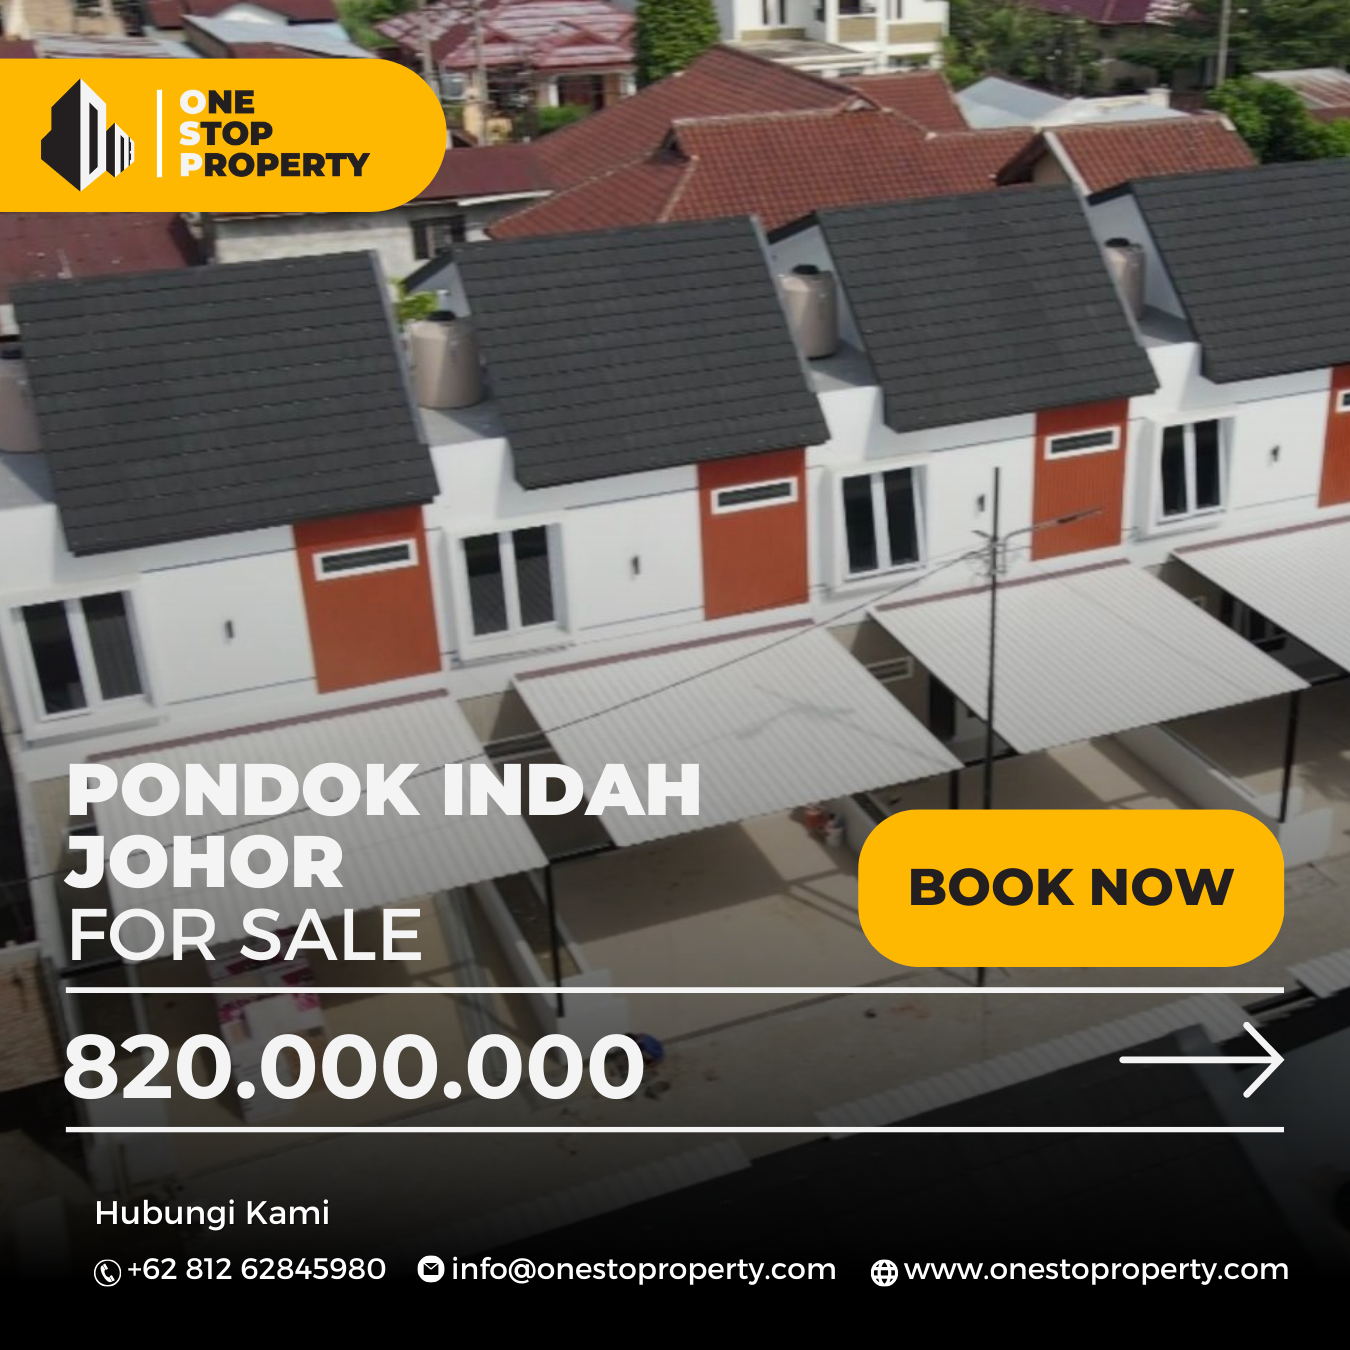 ONE
STOP
PROPERTY
PONDOK INDAH
JOHOR
FOR SALE
BOOK NOW
820.000.000
Hubungi Kami
+62 812 62845980 info@onestoproperty.com www.onestoproperty.com